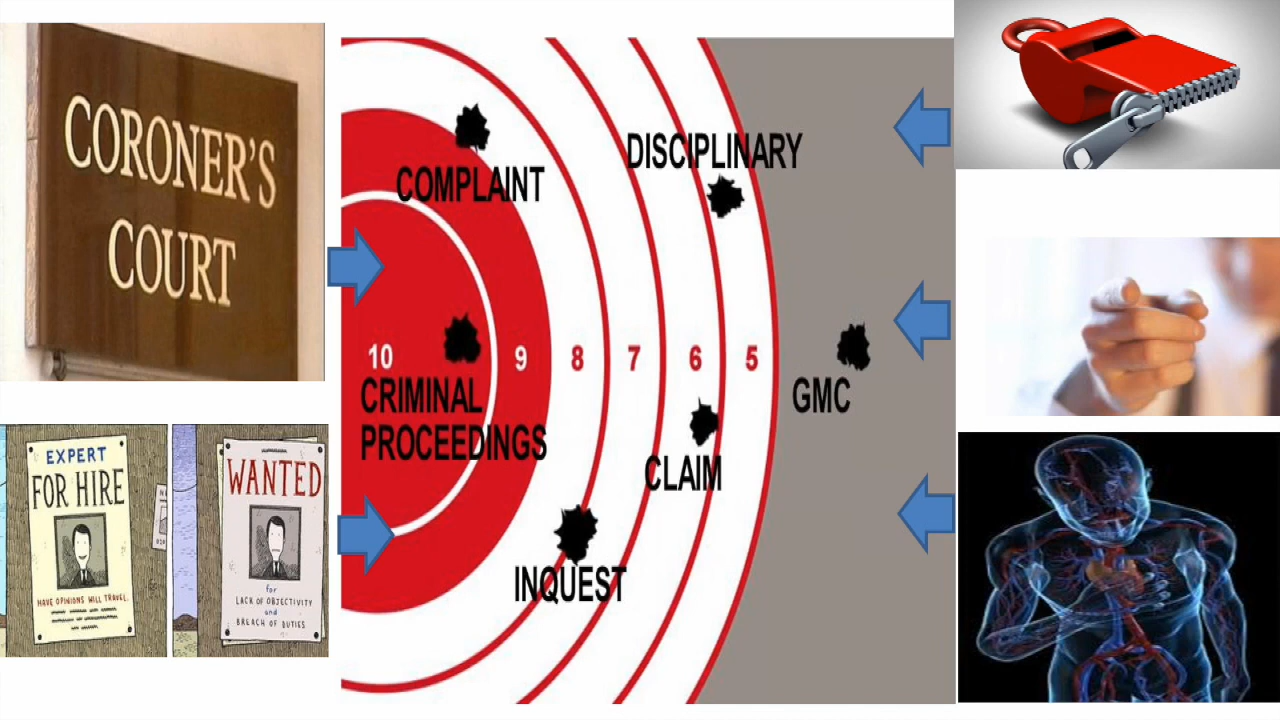 CORONER'S
COURT
EXPERT
FOR HIRE
HAVE OPINIONS WILL TRAVEL.
WANTED
for
LACK OF OBJECTIVITY
and
BREACH OF DUTIES
COMPLAINT
DISCIPLINARY
10 9 8 7 6 5
CRIMINAL
PROCEEDINGS
GMC
CLAIM
INQUEST